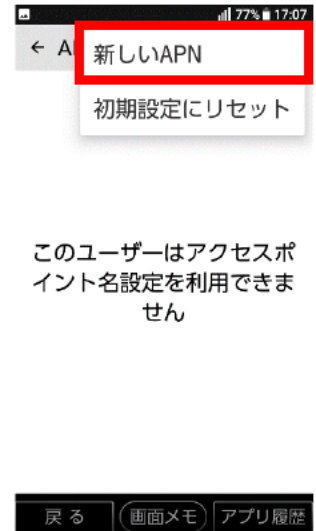 77% 17:07
← A
新しいAPN
初期設定にリセット
このユーザーはアクセスポ
イント名設定を利用できま
せん
戻る 画面メモ アプリ履歴